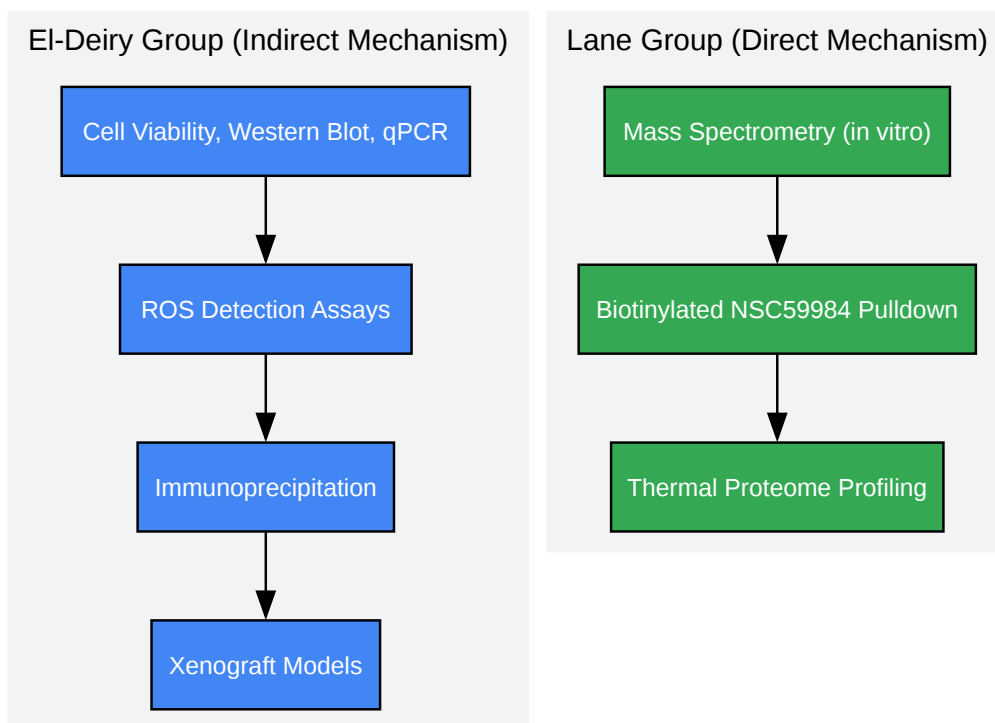 El-Deiry Group (Indirect Mechanism)
Cell Viability, Western Blot, qPCR
ROS Detection Assays
Immunoprecipitation
Xenograft Models
Lane Group (Direct Mechanism)
Mass Spectrometry (in vitro)
Biotinylated NSC59984 Pulldown
Thermal Proteome Profiling